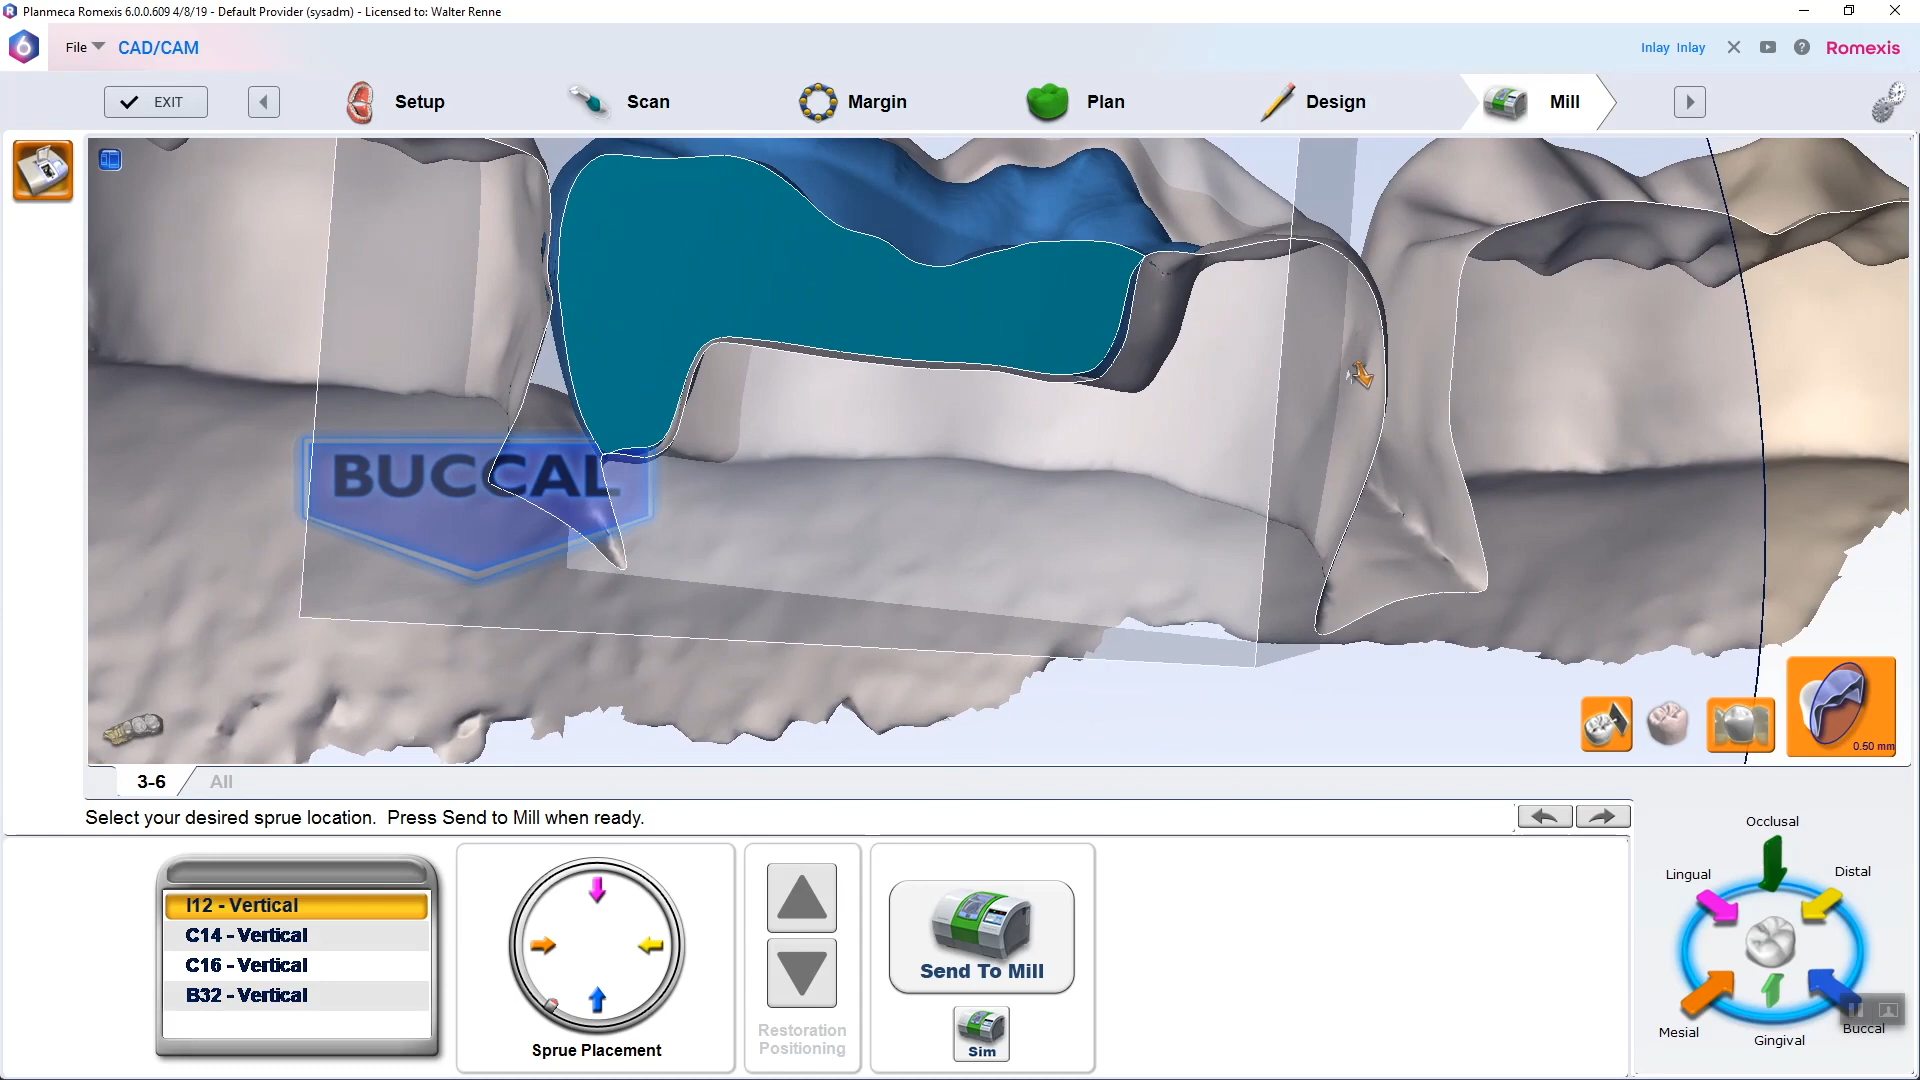 Planmeca Romexis 6.0.0.609 4/8/19 - Default Provider (sysadm) - Licensed to: Walter Renne
6
File
CAD/CAM
Inlay Inlay
Romexis
EXIT
Setup
Scan
Margin
Plan
Design
Mill
BUCCAL
0.50 mm
3-6
All
Select your desired sprue location. Press Send to Mill when ready.
I12 - Vertical
C14 - Vertical
C16 - Vertical
B32 - Vertical
Sprue Placement
Restoration
Positioning
Send To Mill
Sim
Occlusal
Lingual
Distal
Mesial
Gingival
Buccal